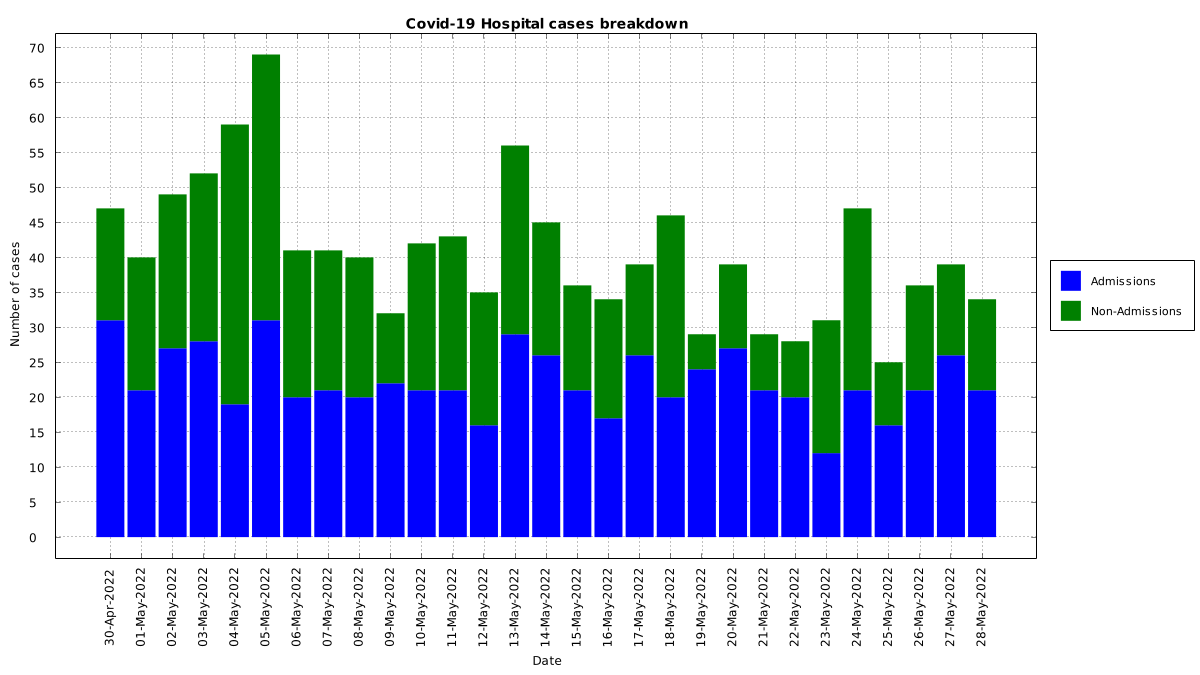 Covid-19 Hospital cases breakdown
70
65
60
55
50
45
40
35
30
25
20
15
10
5
0
Number of cases
30-Apr-2022
01-May-2022
02-May-2022
03-May-2022
04-May-2022
05-May-2022
06-May-2022
07-May-2022
08-May-2022
09-May-2022
10-May-2022
11-May-2022
12-May-2022
13-May-2022
14-May-2022
15-May-2022
16-May-2022
17-May-2022
18-May-2022
19-May-2022
20-May-2022
21-May-2022
22-May-2022
23-May-2022
24-May-2022
25-May-2022
26-May-2022
27-May-2022
28-May-2022
Date
Admissions
Non-Admissions